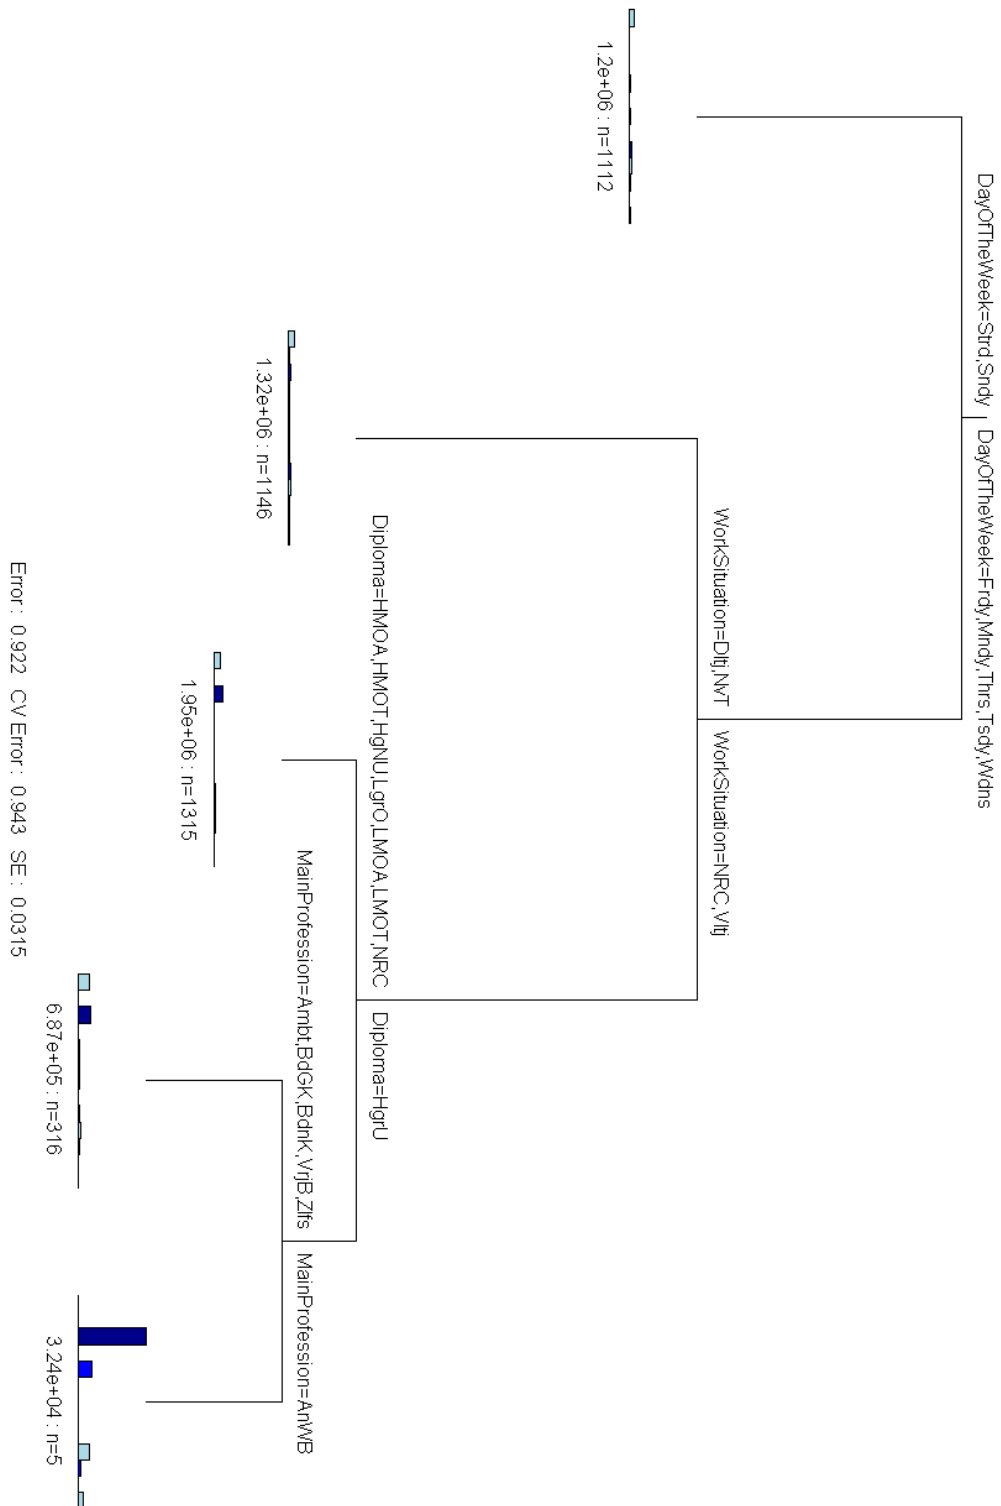 DayOfTheWeek=Strd,Sndy DayOfTheWeek=Frdy,Mndy,Thrs,Tsdy,Wdns
WorkSituation=Dltj,NvT WorkSituation=NRC,Vltj
1.2e+06 : n=1112
Diploma=HMOA,HMOT,HgNU,LgrO,LMOA,LMOT,NRC Diploma=HgrU
MainProfession=Ambt,BdGK,BdnK,VrjB,Zlfs MainProfession=AnWB
1.32e+06 : n=1146
1.95e+06 : n=1315
6.87e+05 : n=316
3.24e+04 : n=5
Error : 0.922 CV Error : 0.943 SE : 0.0315